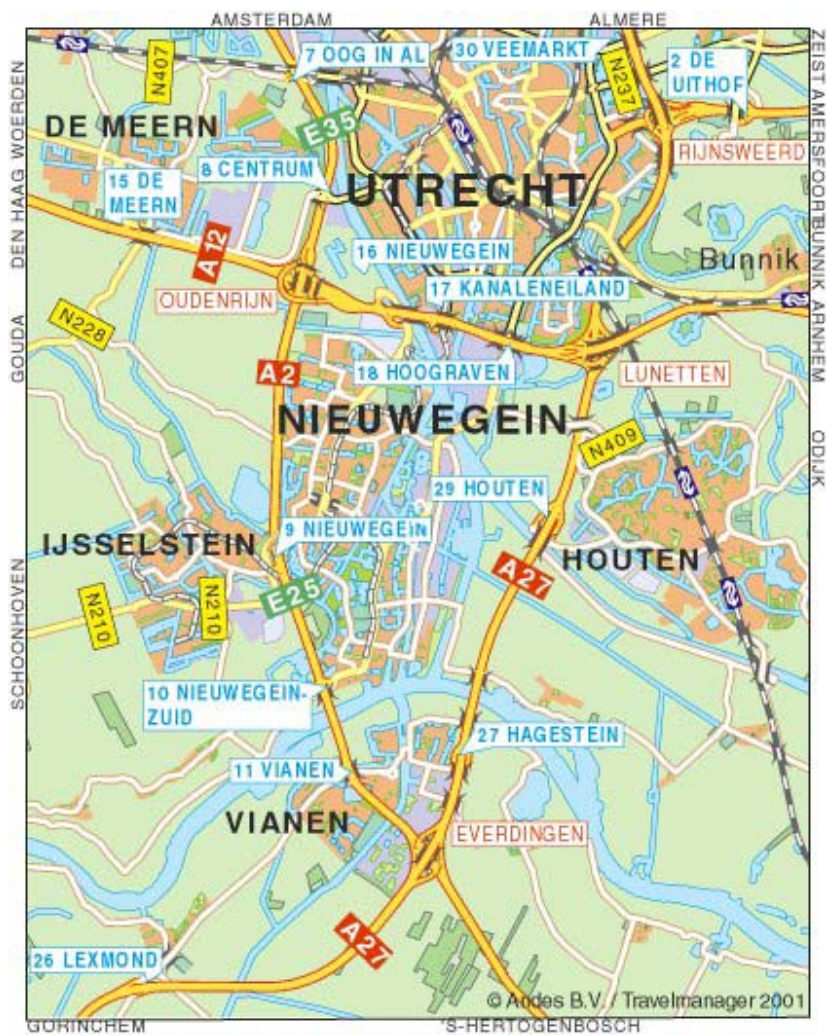 AMSTERDAM
ALMERE
7 OOG IN AL
30 VEEMARKT
2 DE
UITHOF
N407
N237
DE MEERN
E35
RIJNSWEERD
8 CENTRUM
UTRECHT
15 DE
MEERN
A12
16 NIEUWEGEIN
Bunnik
17 KANALENEILAND
OUDENRIJN
N228
A2
18 HOOGRAVEN
LUNETTEN
NIEUWEGEIN
N409
29 HOUTEN
9 NIEUWEGEIN
IJSSELSTEIN
HOUTEN
A27
E25
N210
N210
10 NIEUWEGEIN-
ZUID
27 HAGESTEIN
11 VIANEN
VIANEN
EVERDINGEN
A27
26 LEXMOND
© Andes B.V. / Travelmanager 2001
GORINCHEM
'S-HERTOGENBOSCH
DEN HAAG WOERDEN
GOUDA
SCHOONHOVEN
ZEIST AMERSFOORT BUNNIK ARNHEM
ODIJK